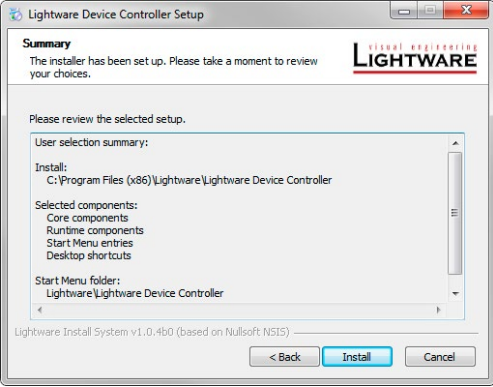 Lightware Device Controller Setup
Summary
The installer has been set up. Please take a moment to review
your choices.
visual engineering
LIGHTWARE
Please review the selected setup.
User selection summary:
Install:
C:\Program Files (x86)\Lightware\Lightware Device Controller
Selected components:
Core components
Runtime components
Start Menu entries
Desktop shortcuts
Start Menu folder:
Lightware\Lightware Device Controller
Lightware Install System v1.0.4b0 (based on Nullsoft NSIS)
< Back
Install
Cancel